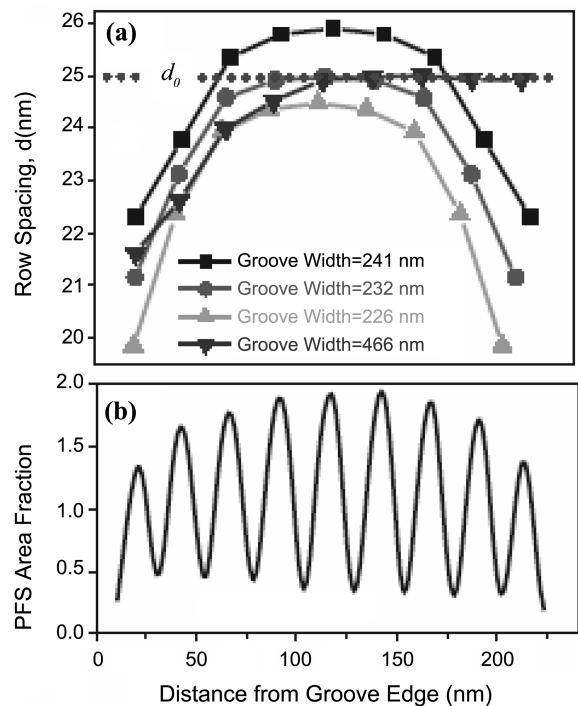 (a)
26
25
24
23
22
21
20
d0
Row Spacing, d(nm)
Groove Width=241 nm
Groove Width=232 nm
Groove Width=226 nm
Groove Width=466 nm
(b)
2.0
1.5
1.0
0.5
0.0
PFS Area Fraction
0 50 100 150 200
Distance from Groove Edge (nm)